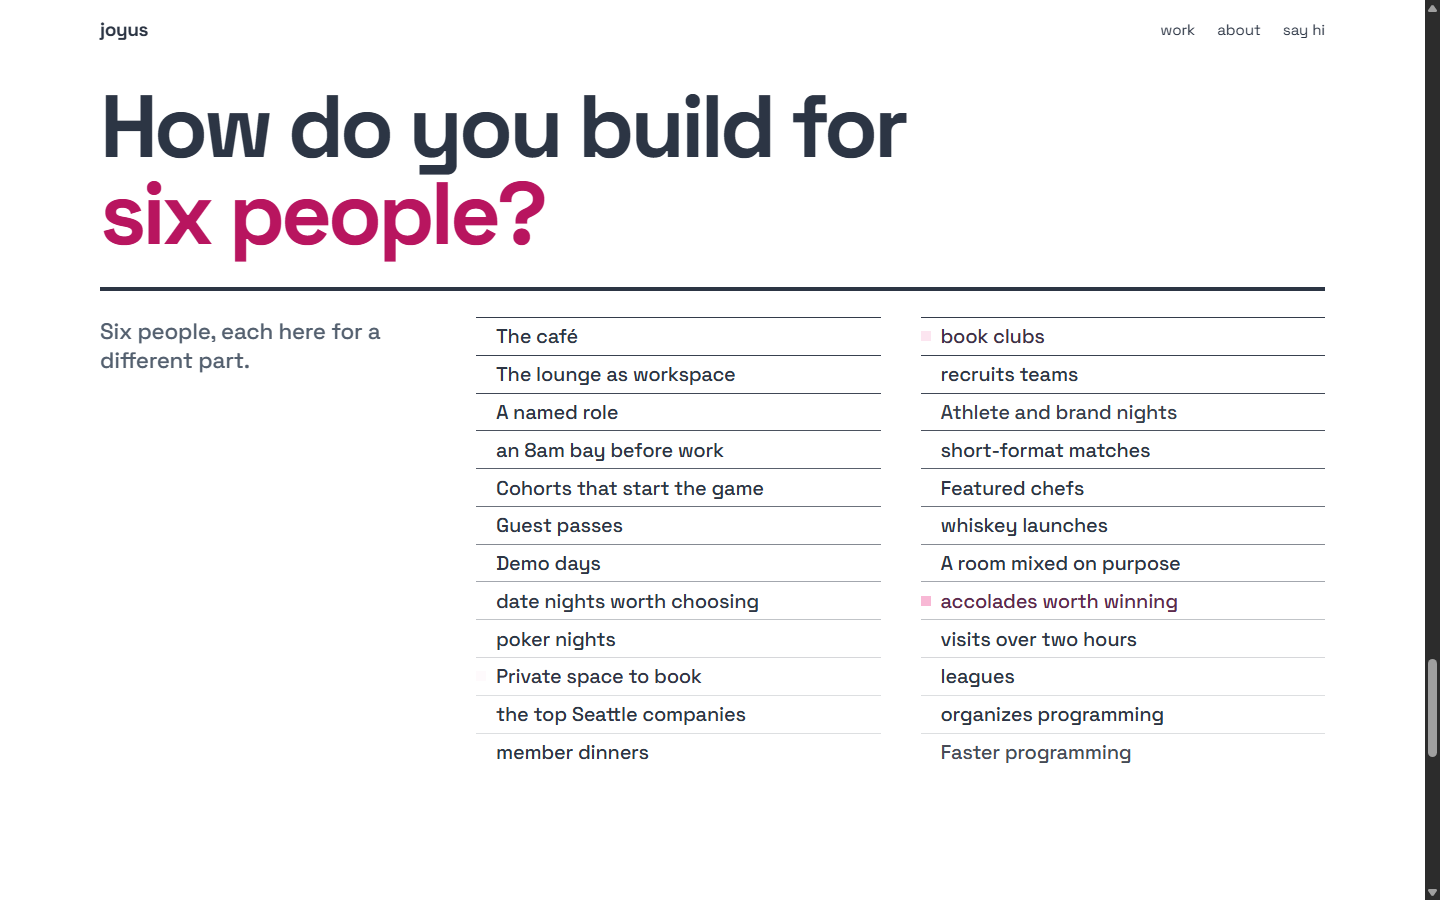 joyus
work about say hi
How do you build for
six people?
Six people, each here for a
different part.
The café
The lounge as workspace
A named role
an 8am bay before work
Cohorts that start the game
Guest passes
Demo days
date nights worth choosing
poker nights
Private space to book
the top Seattle companies
member dinners
book clubs
recruits teams
Athlete and brand nights
short-format matches
Featured chefs
whiskey launches
A room mixed on purpose
accolades worth winning
visits over two hours
leagues
organizes programming
Faster programming